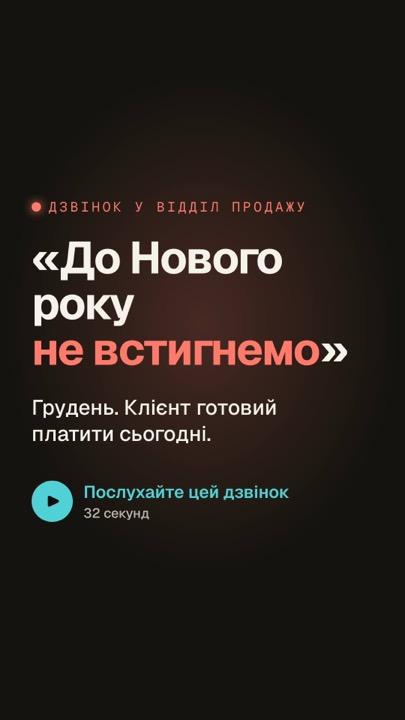 ДЗВІНОК У ВІДДІЛ ПРОДАЖУ
«До Нового
року
не встигнемо»
Грудень. Клієнт готовий
платити сьогодні.
Послухайте цей дзвінок
32 секунд